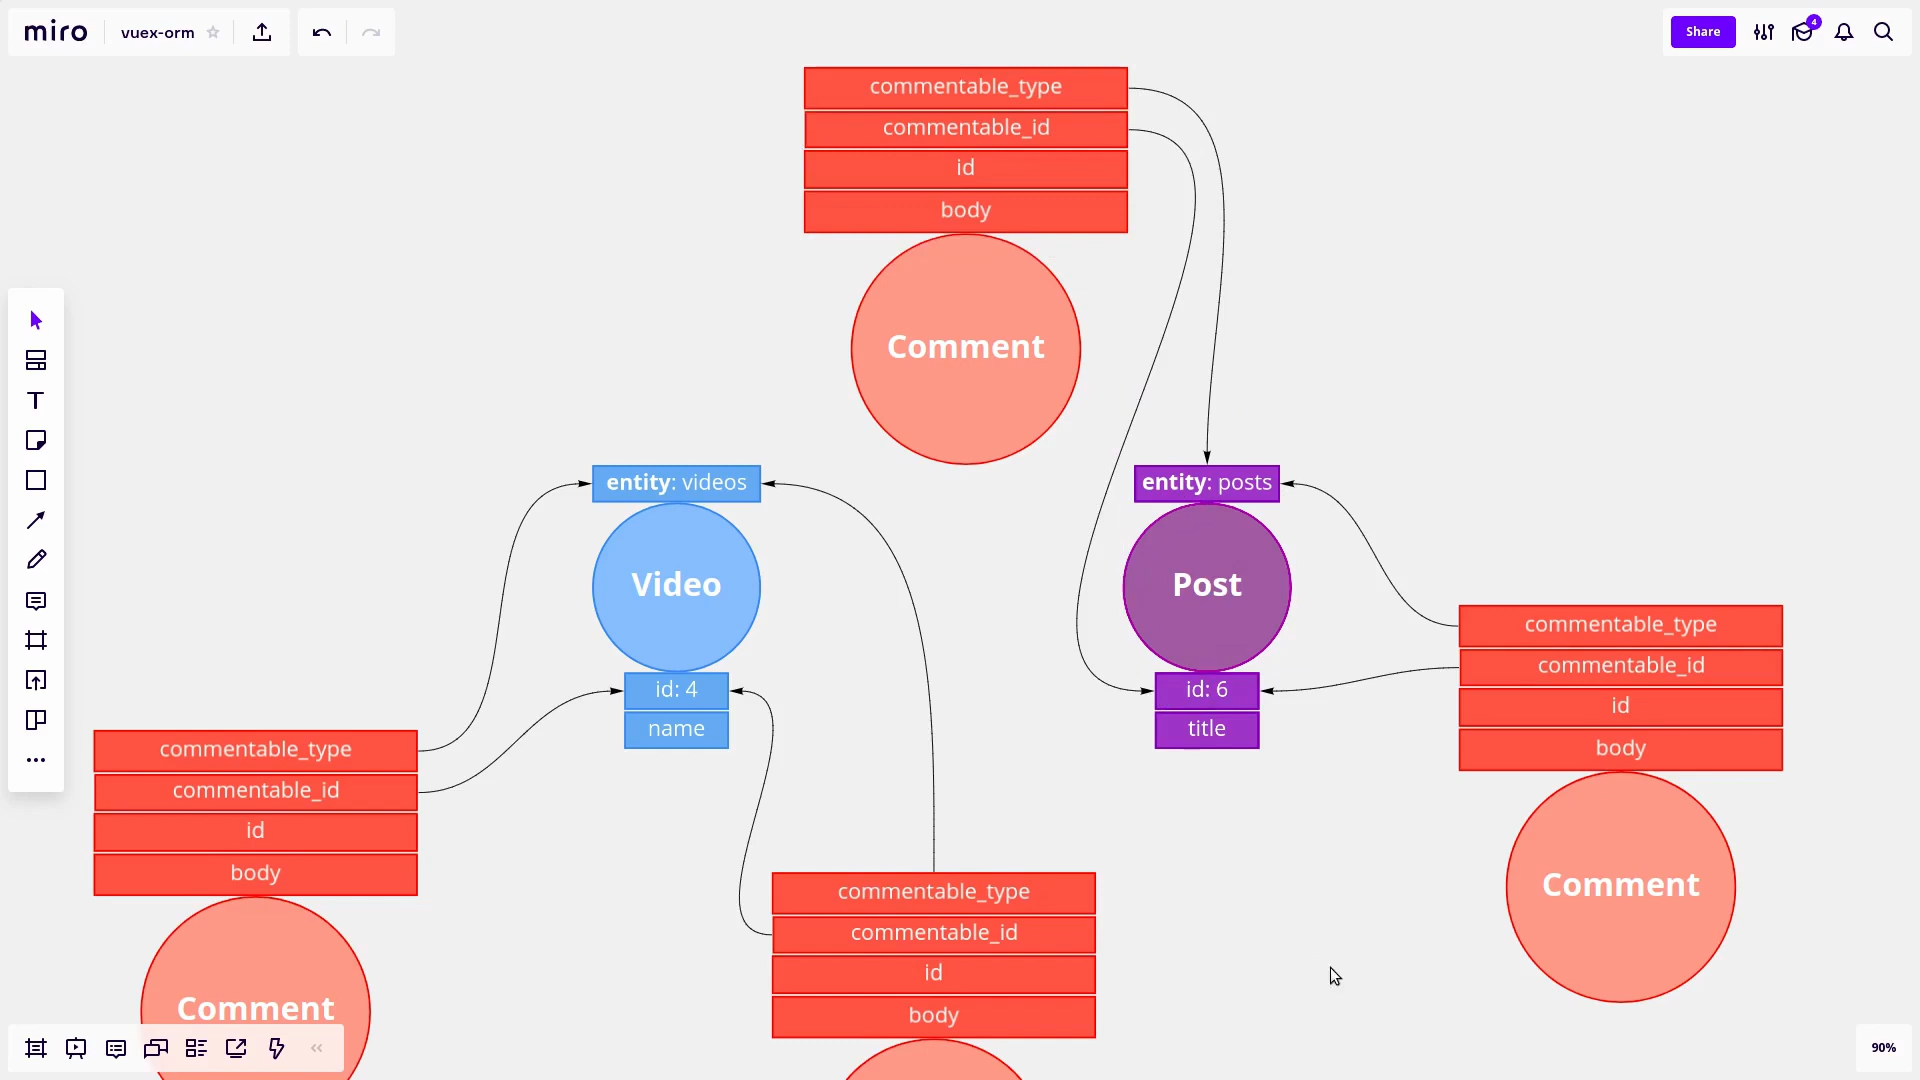 miro
vuex-orm
Share
4
commentable_type
commentable_id
id
body
Comment
entity: videos
Video
id: 4
name
entity: posts
Post
id: 6
title
commentable_type
commentable_id
id
body
Comment
commentable_type
commentable_id
id
body
Comment
commentable_type
commentable_id
id
body
90%